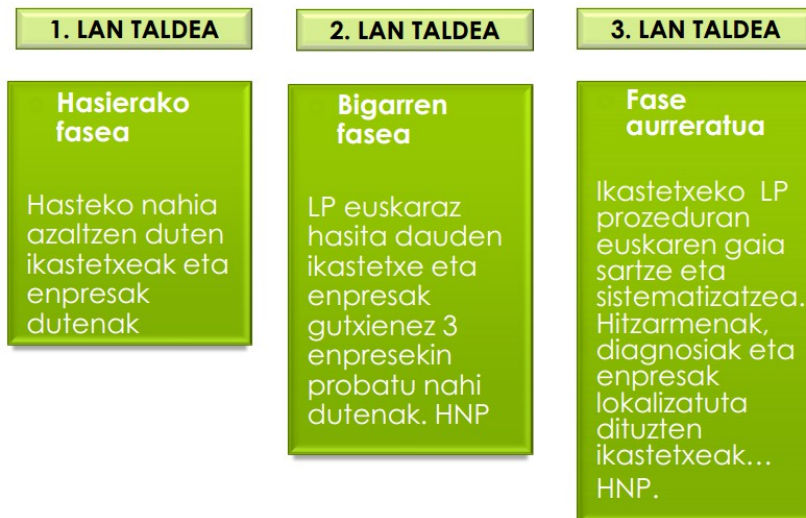 1. LAN TALDEA
Hasierako
fasea
Hasteko nahia
azaltzen duten
ikastetxeak eta
enpresak
dutenak
2. LAN TALDEA
Bigarren
fasea
LP euskaraz
hasita dauden
ikastetxe eta
enpresak
gutxienez 3
enpresekin
probatu nahi
dutenak. HNP
3. LAN TALDEA
Fase
aurreratua
Ikastetxeko LP
prozeduran
euskaren gaia
sartze eta
sistematizatzea.
Hitzarmenak,
diagnosiak eta
enpresak
lokalizatuta
dituzten
ikastetxeak…
HNP.